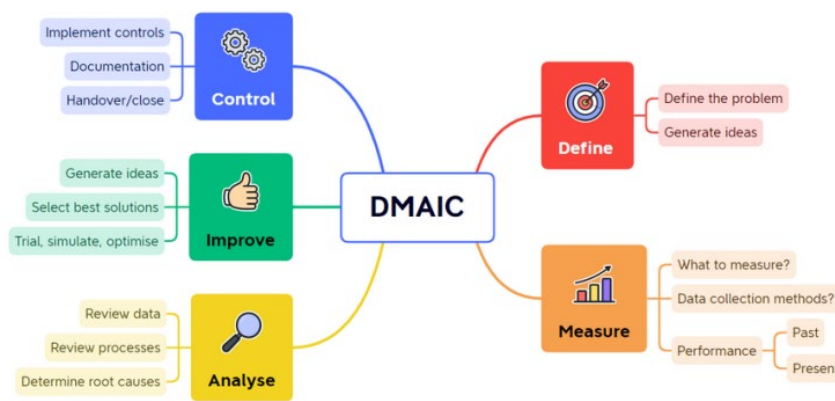 DMAIC
Define
Define the problem
Generate ideas
Measure
What to measure?
Data collection methods?
Performance
Past
Presen
Analyse
Review data
Review processes
Determine root causes
Improve
Generate ideas
Select best solutions
Trial, simulate, optimise
Control
Implement controls
Documentation
Handover/close